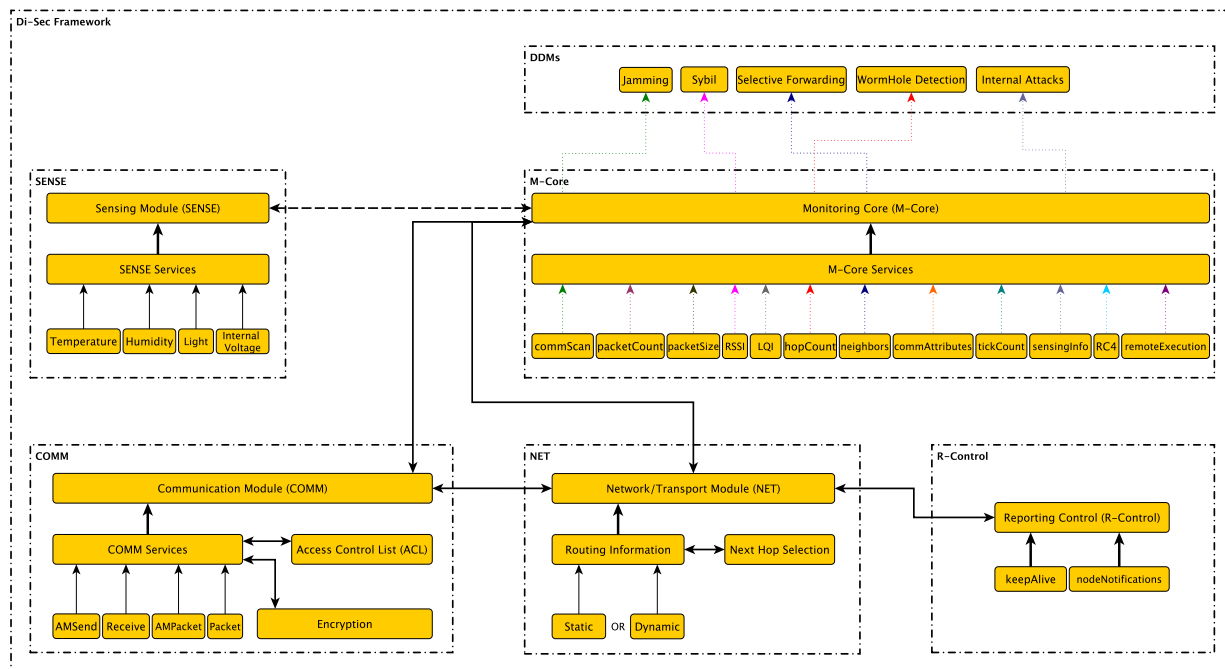 Di-Sec Framework
DDMs
Jamming
Sybil
Selective Forwarding
WormHole Detection
Internal Attacks
SENSE
Sensing Module (SENSE)
SENSE Services
Temperature
Humidity
Light
Internal
Voltage
M-Core
Monitoring Core (M-Core)
M-Core Services
commScan
packetCount
packetSize
RSSI
LQI
hopCount
neighbors
commAttributes
tickCount
sensingInfo
RC4
remoteExecution
COMM
Communication Module (COMM)
COMM Services
Access Control List (ACL)
AMSend
Receive
AMPacket
Packet
Encryption
NET
Network/Transport Module (NET)
Routing Information
Next Hop Selection
Static
OR
Dynamic
R-Control
Reporting Control (R-Control)
keepAlive
nodeNotifications